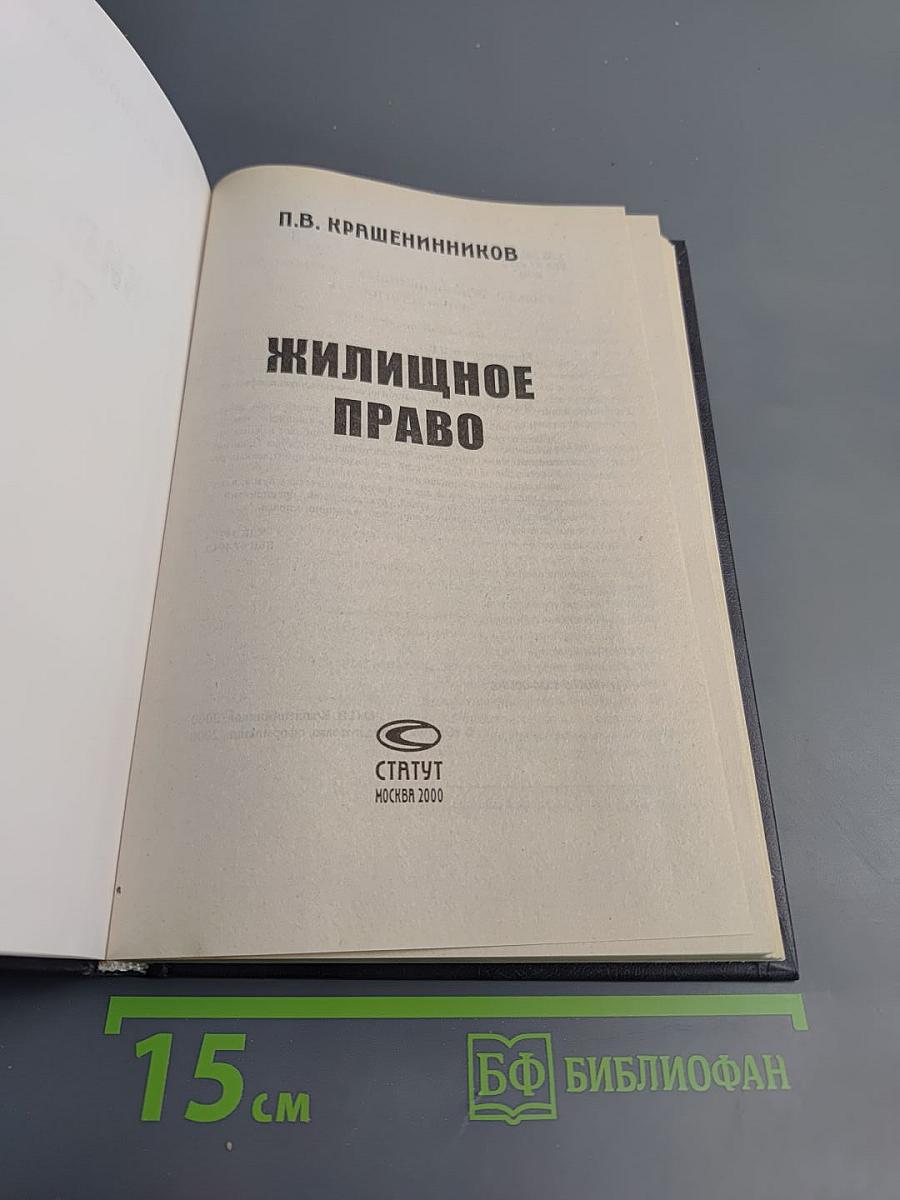 П.В. КРАШЕНИННИКОВ
ЖИЛИЩНОЕ
ПРАВО
СТАТУТ
МОСКВА 2000
15 см
БФ БИБЛИОФАН